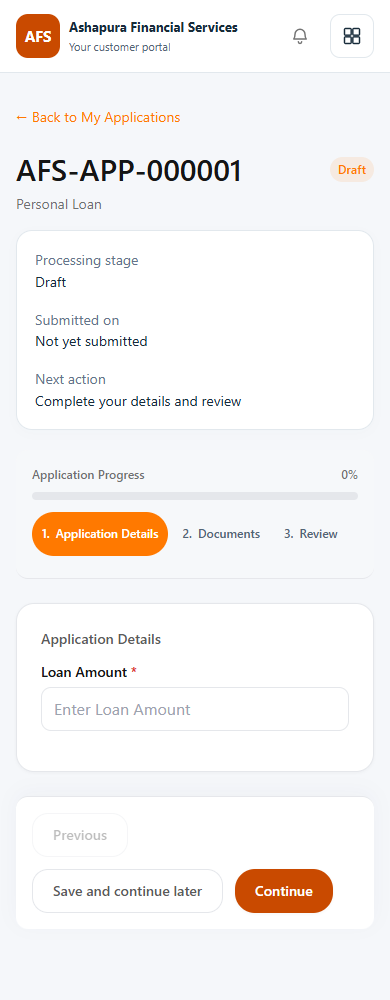 AFS
Ashapura Financial Services
Your customer portal
← Back to My Applications
AFS-APP-000001
Draft
Personal Loan
Processing stage
Draft
Submitted on
Not yet submitted
Next action
Complete your details and review
Application Progress
0%
1. Application Details
2. Documents
3. Review
Application Details
Loan Amount *
Enter Loan Amount
Previous
Save and continue later
Continue